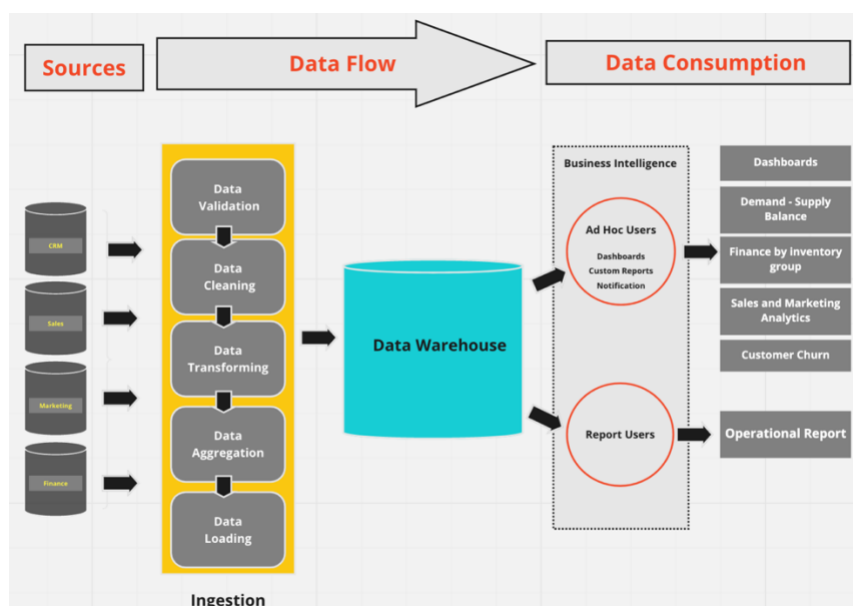 Sources
Data Flow
Data Consumption
CRM
Sales
Marketing
Finance
Data
Validation
Data
Cleaning
Data
Transforming
Data
Aggregation
Data
Loading
Ingestion
Data Warehouse
Business Intelligence
Ad Hoc Users
Dashboards
Custom Reports
Notification
Report Users
Dashboards
Demand - Supply
Balance
Finance by inventory
group
Sales and Marketing
Analytics
Customer Churn
Operational Report